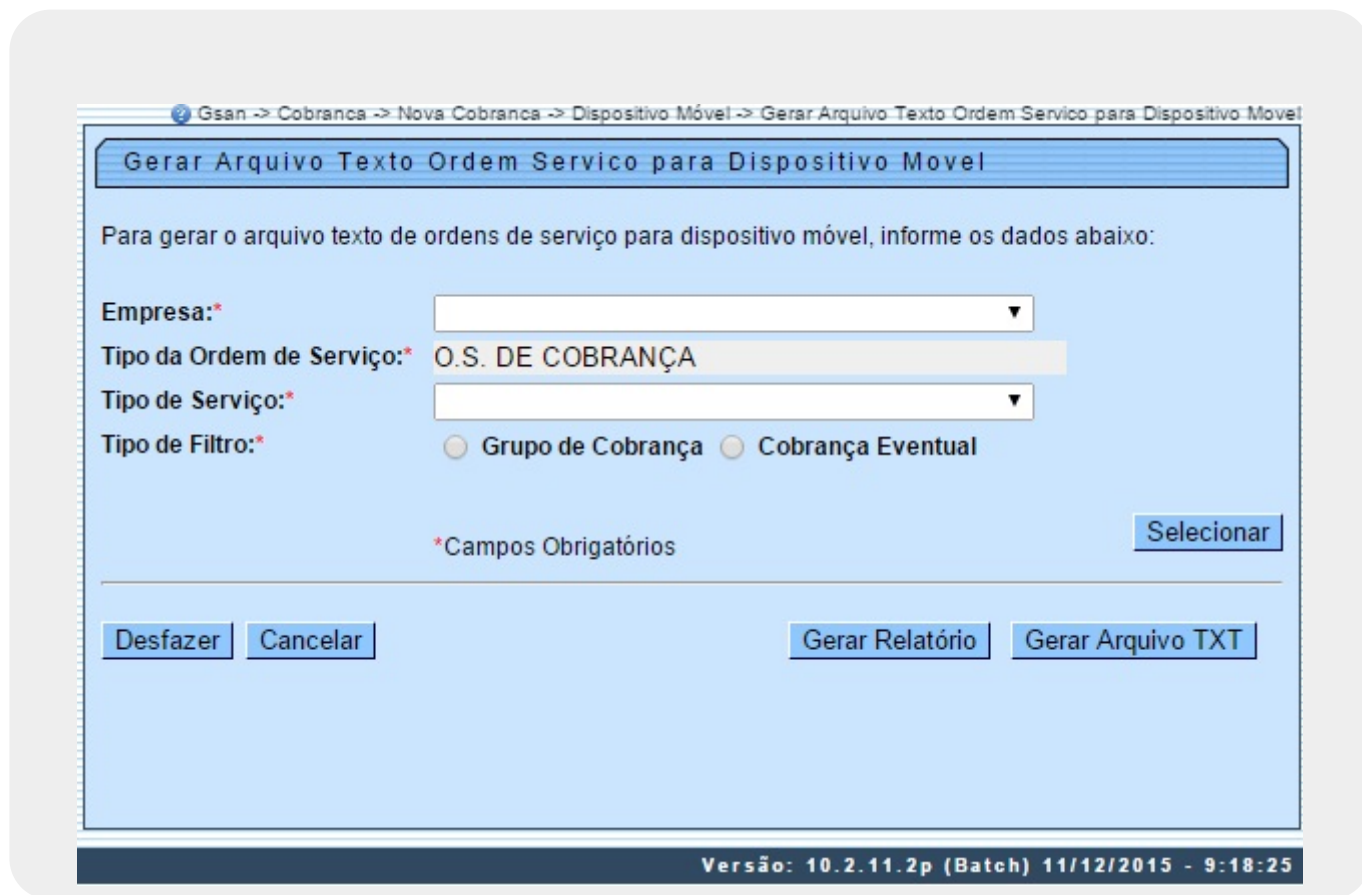 Gsan -> Cobranca -> Nova Cobranca -> Dispositivo Móvel -> Gerar Arquivo Texto Ordem Servico para Dispositivo Movel
Gerar Arquivo Texto Ordem Servico para Dispositivo Movel
Para gerar o arquivo texto de ordens de serviço para dispositivo móvel, informe os dados abaixo:
Empresa:*
Tipo da Ordem de Serviço:* O.S. DE COBRANÇA
Tipo de Serviço:*
Tipo de Filtro:* Grupo de Cobrança Cobrança Eventual
*Campos Obrigatórios Selecionar
Desfazer Cancelar Gerar Relatório Gerar Arquivo TXT
Versão: 10.2.11.2p (Batch) 11/12/2015 - 9:18:25